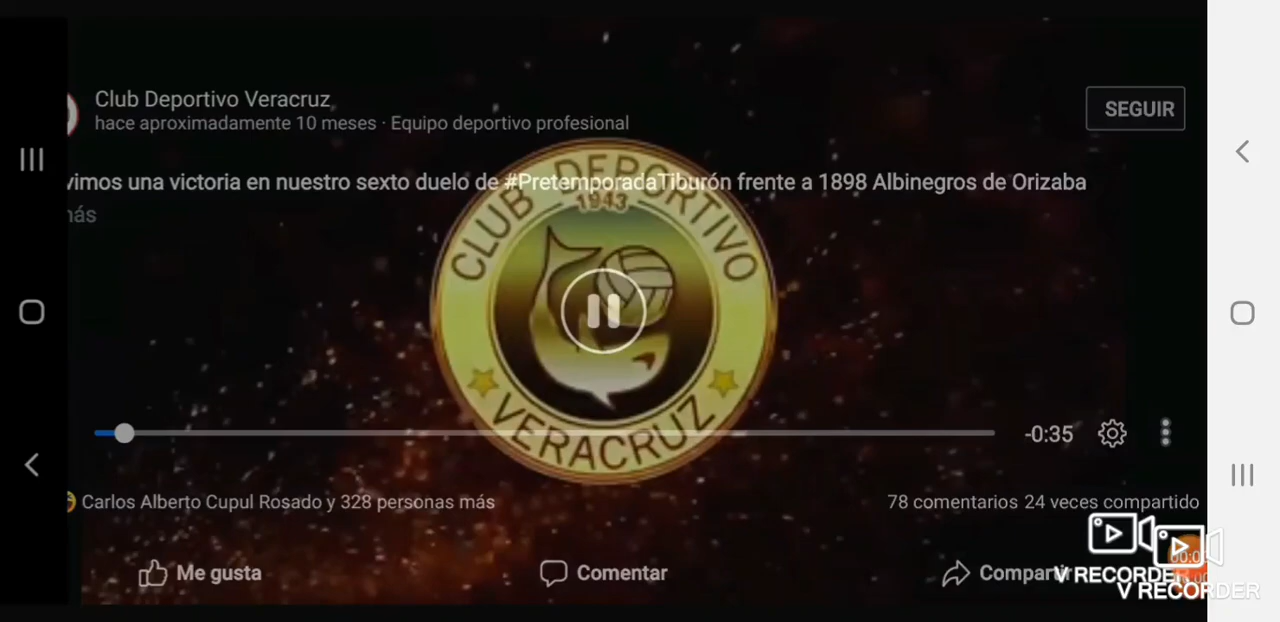 Club Deportivo Veracruz
SEGUIR
hace aproximadamente 10 meses · Equipo deportivo profesional
vimos una victoria en nuestro sexto duelo de #PretemporadaTiburón frente a 1898 Albinegros de Orizaba
más
CLUB DEPORTIVO
1943
VERACRUZ
-0:35
Carlos Alberto Cupul Rosado y 328 personas más
78 comentarios 24 veces compartido
Me gusta
Comentar
Compartir
V RECORDER
V RECORDER